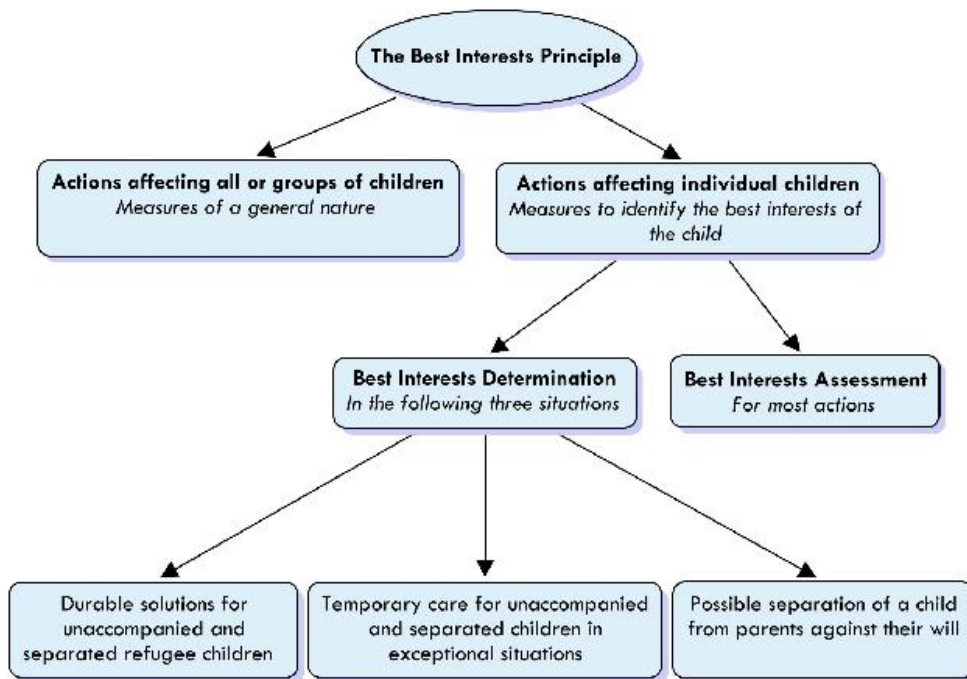 The Best Interests Principle
Actions affecting all or groups of children
Measures of a general nature
Actions affecting individual children
Measures to identify the best interests of
the child
Best Interests Determination
In the following three situations
Best Interests Assessment
For most actions
Durable solutions for
unaccompanied and
separated refugee children
Temporary care for unaccompanied
and separated children in
exceptional situations
Possible separation of a child
from parents against their will